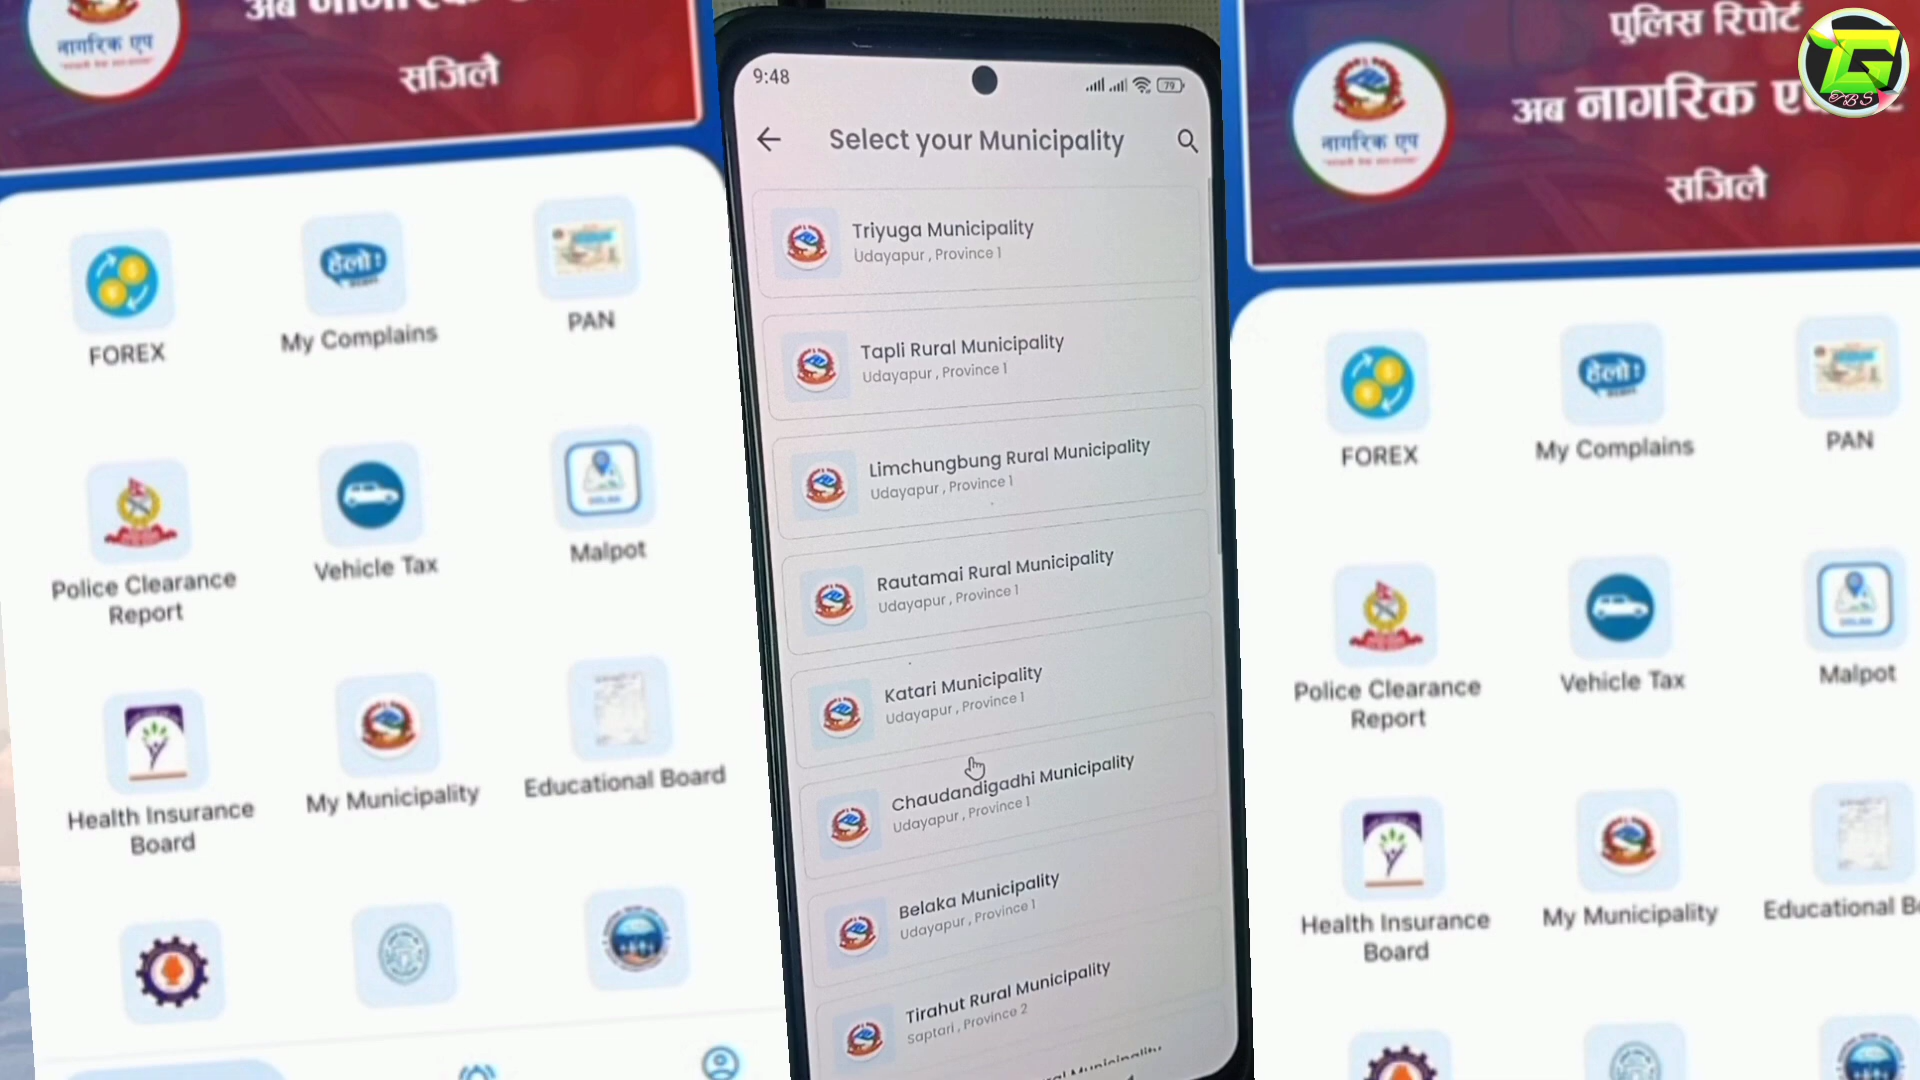 नागरिक एप
सजिलै
FOREX
My Complains
PAN
Police Clearance
Report
Vehicle Tax
Malpot
Health Insurance
Board
My Municipality
Educational Board
9:48
79
Select your Municipality
Triyuga Municipality
Udayapur , Province 1
Tapli Rural Municipality
Udayapur , Province 1
Limchungbung Rural Municipality
Udayapur , Province 1
Rautamai Rural Municipality
Udayapur , Province 1
Katari Municipality
Udayapur , Province 1
Chaudandigadhi Municipality
Udayapur , Province 1
Belaka Municipality
Udayapur , Province 1
Tirahut Rural Municipality
Saptari , Province 2
पुलिस रिपोर्ट
अब नागरिक
सजिलै
नागरिक एप
हेलो!
FOREX
My Complains
PAN
Police Clearance
Report
Vehicle Tax
Malpot
Health Insurance
Board
My Municipality
Educational B
G
OBS